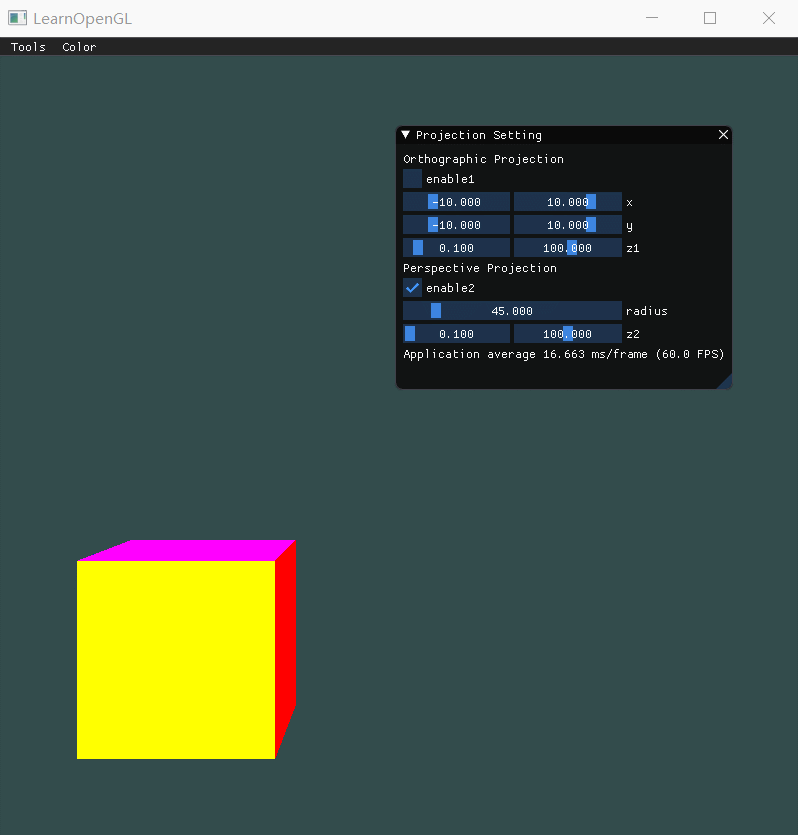 LearnOpenGL
Tools Color
Projection Setting
Orthographic Projection
enable1
-10.000 10.000 x
-10.000 10.000 y
0.100 100.000 z1
Perspective Projection
enable2
45.000 radius
0.100 100.000 z2
Application average 16.663 ms/frame (60.0 FPS)